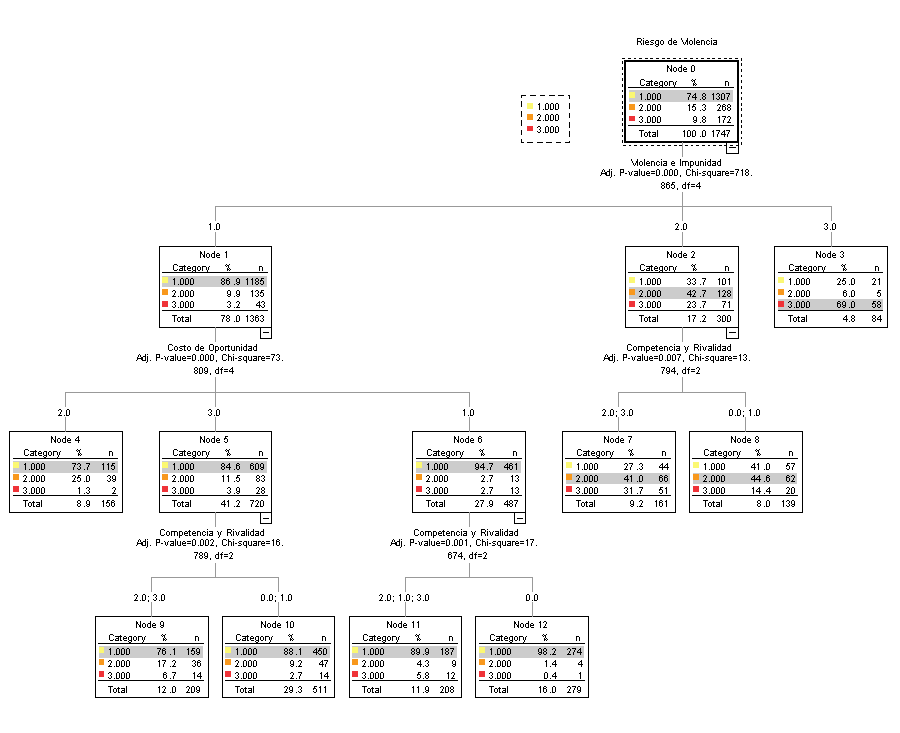 Riesgo de Violencia
Node 0
Category % n
1.000 74.8 1307
2.000 15.3 268
3.000 9.8 172
Total 100.0 1747
1.000
2.000
3.000
Violencia e Impunidad
Adj. P-value=0.000, Chi-square=718.
865, df=4
1.0
2.0
3.0
Node 1
Category % n
1.000 86.9 1185
2.000 9.9 135
3.000 3.2 43
Total 78.0 1363
Node 2
Category % n
1.000 33.7 101
2.000 42.7 128
3.000 23.7 71
Total 17.2 300
Node 3
Category % n
1.000 25.0 21
2.000 6.0 5
3.000 69.0 58
Total 4.8 84
Costo de Oportunidad
Adj. P-value=0.000, Chi-square=73.
809, df=4
Competencia y Rivalidad
Adj. P-value=0.007, Chi-square=13.
794, df=2
2.0
3.0
1.0
2.0; 3.0
0.0; 1.0
Node 4
Category % n
1.000 73.7 115
2.000 25.0 39
3.000 1.3 2
Total 8.9 156
Node 5
Category % n
1.000 84.6 609
2.000 11.5 83
3.000 3.9 28
Total 41.2 720
Node 6
Category % n
1.000 94.7 461
2.000 2.7 13
3.000 2.7 13
Total 27.9 487
Node 7
Category % n
1.000 27.3 44
2.000 41.0 66
3.000 31.7 51
Total 9.2 161
Node 8
Category % n
1.000 41.0 57
2.000 44.6 62
3.000 14.4 20
Total 8.0 139
Competencia y Rivalidad
Adj. P-value=0.002, Chi-square=16.
789, df=2
Competencia y Rivalidad
Adj. P-value=0.001, Chi-square=17.
674, df=2
2.0; 3.0
0.0; 1.0
2.0; 1.0; 3.0
0.0
Node 9
Category % n
1.000 76.1 159
2.000 17.2 36
3.000 6.7 14
Total 12.0 209
Node 10
Category % n
1.000 88.1 450
2.000 9.2 47
3.000 2.7 14
Total 29.3 511
Node 11
Category % n
1.000 89.9 187
2.000 4.3 9
3.000 5.8 12
Total 11.9 208
Node 12
Category % n
1.000 98.2 274
2.000 1.4 4
3.000 0.4 1
Total 16.0 279